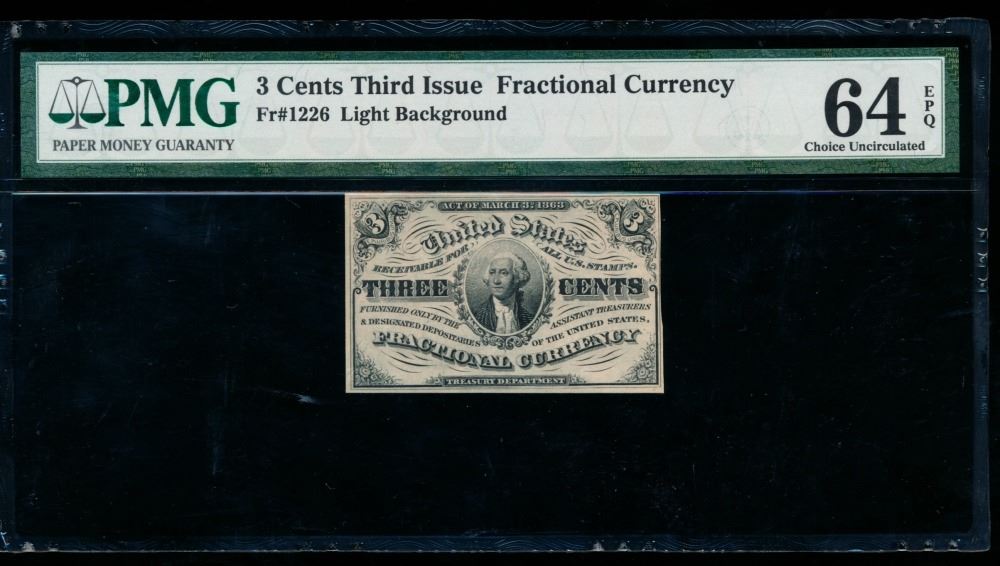 PMG
PAPER MONEY GUARANTY
3 Cents Third Issue Fractional Currency
Fr#1226 Light Background
64
EPQ
Choice Uncirculated
ACT OF MARCH 3, 1863
3
3
United States
RECEIVABLE FOR ALL U.S. STAMPS.
THREE CENTS
FURNISHED ONLY BY THE ASSISTANT TREASURERS
& DESIGNATED DEPOSITARIES OF THE UNITED STATES.
FRACTIONAL CURRENCY
TREASURY DEPARTMENT